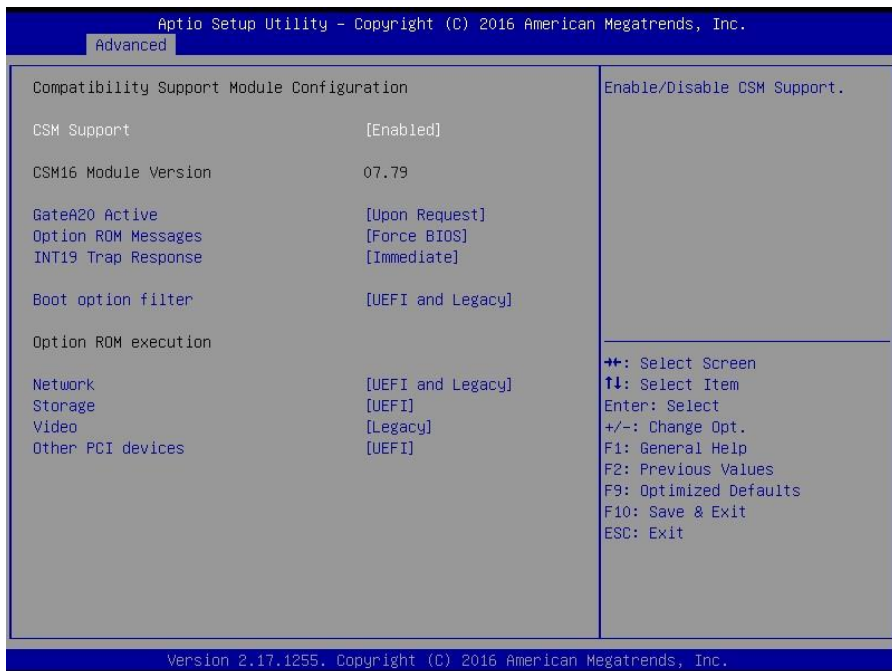 Aptio Setup Utility – Copyright (C) 2016 American Megatrends, Inc.
Advanced
Compatibility Support Module Configuration
CSM Support [Enabled]
CSM16 Module Version 07.79
GateA20 Active [Upon Request]
Option ROM Messages [Force BIOS]
INT19 Trap Response [Immediate]
Boot option filter [UEFI and Legacy]
Option ROM execution
Network [UEFI and Legacy]
Storage [UEFI]
Video [Legacy]
Other PCI devices [UEFI]
Enable/Disable CSM Support.
→←: Select Screen
↑↓: Select Item
Enter: Select
+/-: Change Opt.
F1: General Help
F2: Previous Values
F9: Optimized Defaults
F10: Save & Exit
ESC: Exit
Version 2.17.1255. Copyright (C) 2016 American Megatrends, Inc.